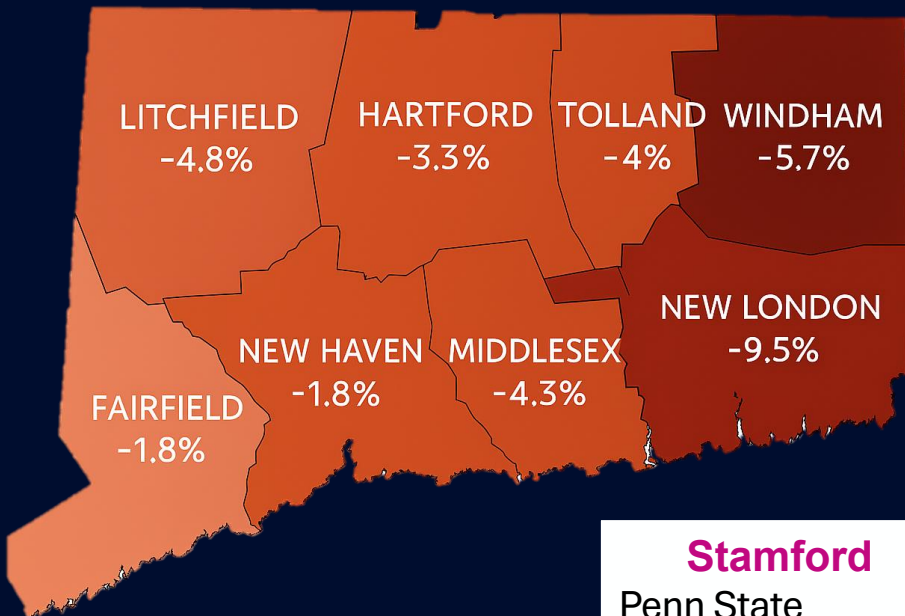 LITCHFIELD
-4.8%
HARTFORD
-3.3%
TOLLAND
-4%
WINDHAM
-5.7%
NEW LONDON
-9.5%
NEW HAVEN
-1.8%
MIDDLESEX
-4.3%
FAIRFIELD
-1.8%
Stamford
Penn State